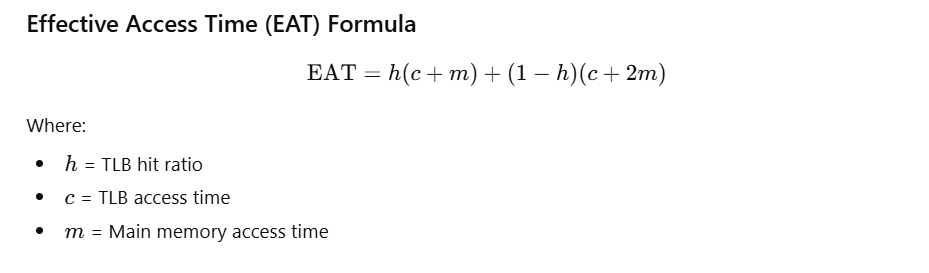 Effective Access Time (EAT) Formula
EAT = h(c + m) + (1 − h)(c + 2m)
Where:
• h = TLB hit ratio
• c = TLB access time
• m = Main memory access time